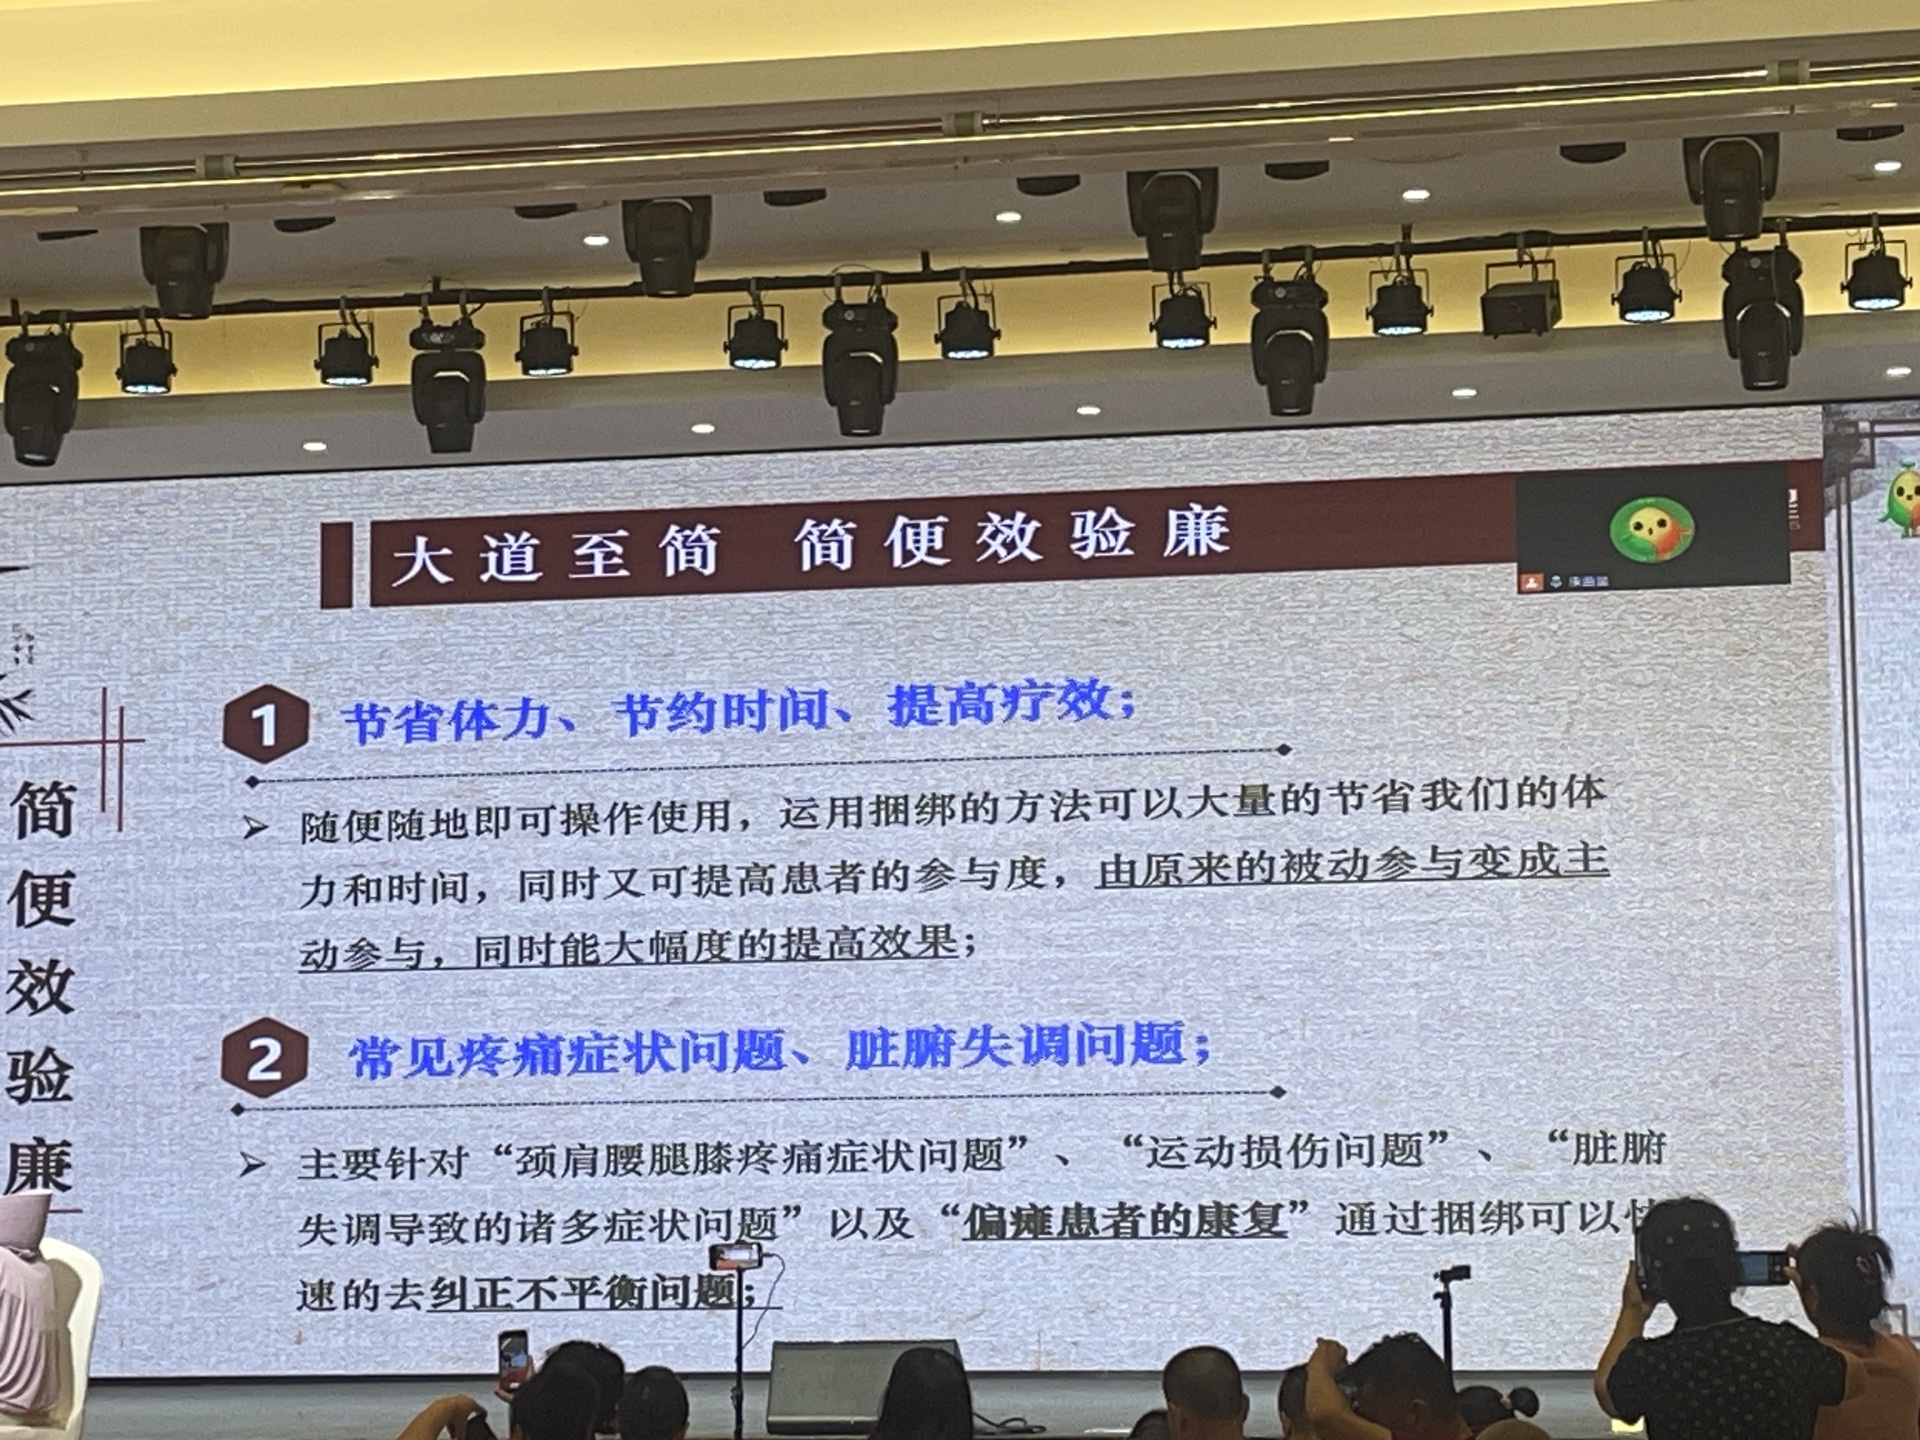 大道至简 简便效验廉
1 节省体力、节约时间、提高疗效；
随便随地即可操作使用，运用捆绑的方法可以大量的节省我们的体
力和时间，同时又可提高患者的参与度，由原来的被动参与变成主
动参与，同时能大幅度的提高效果；
2 常见疼痛症状问题、脏腑失调问题；
主要针对“颈肩腰腿膝疼痛症状问题”、“运动损伤问题”、“脏腑
失调导致的诸多症状问题”以及“偏瘫患者的康复”通过捆绑可以
速的去纠正不平衡问题；
简便效验廉